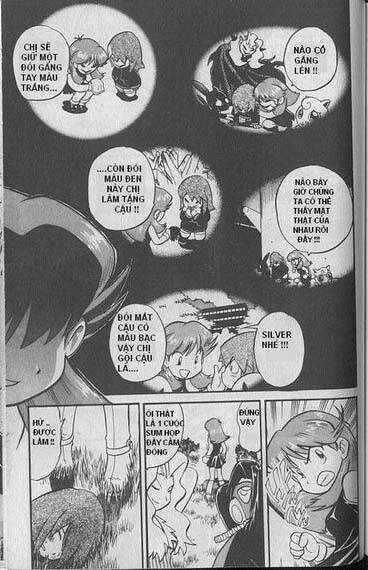 NÀO CỐ
GẮNG
LÊN !!
CHỊ SẼ
GIỮ MỘT
ĐÔI GĂNG
TAY MÀU
TRẮNG...
NÀO BÂY
GIỜ CHÚNG
TA CÓ THỂ
THẤY MẶT
THẬT CỦA
NHAU RỒI
ĐẤY !!!
....CÒN ĐÔI
MÀU ĐEN
NÀY CHỊ
LÀM TẶNG
CẬU !!
ĐÔI MẮT
CẬU CÓ
MÀU BẠC
VẬY CHỊ
GỌI CẬU
LÀ....
SILVER
NHÉ !!!
ĐÚNG
VẬY
ÔI THẬT
LÀ 1 CUỘC
SUM HỌP
ĐẦY CẢM
ĐỘNG
HỪ ..
ĐƯỢC
LẮM !!